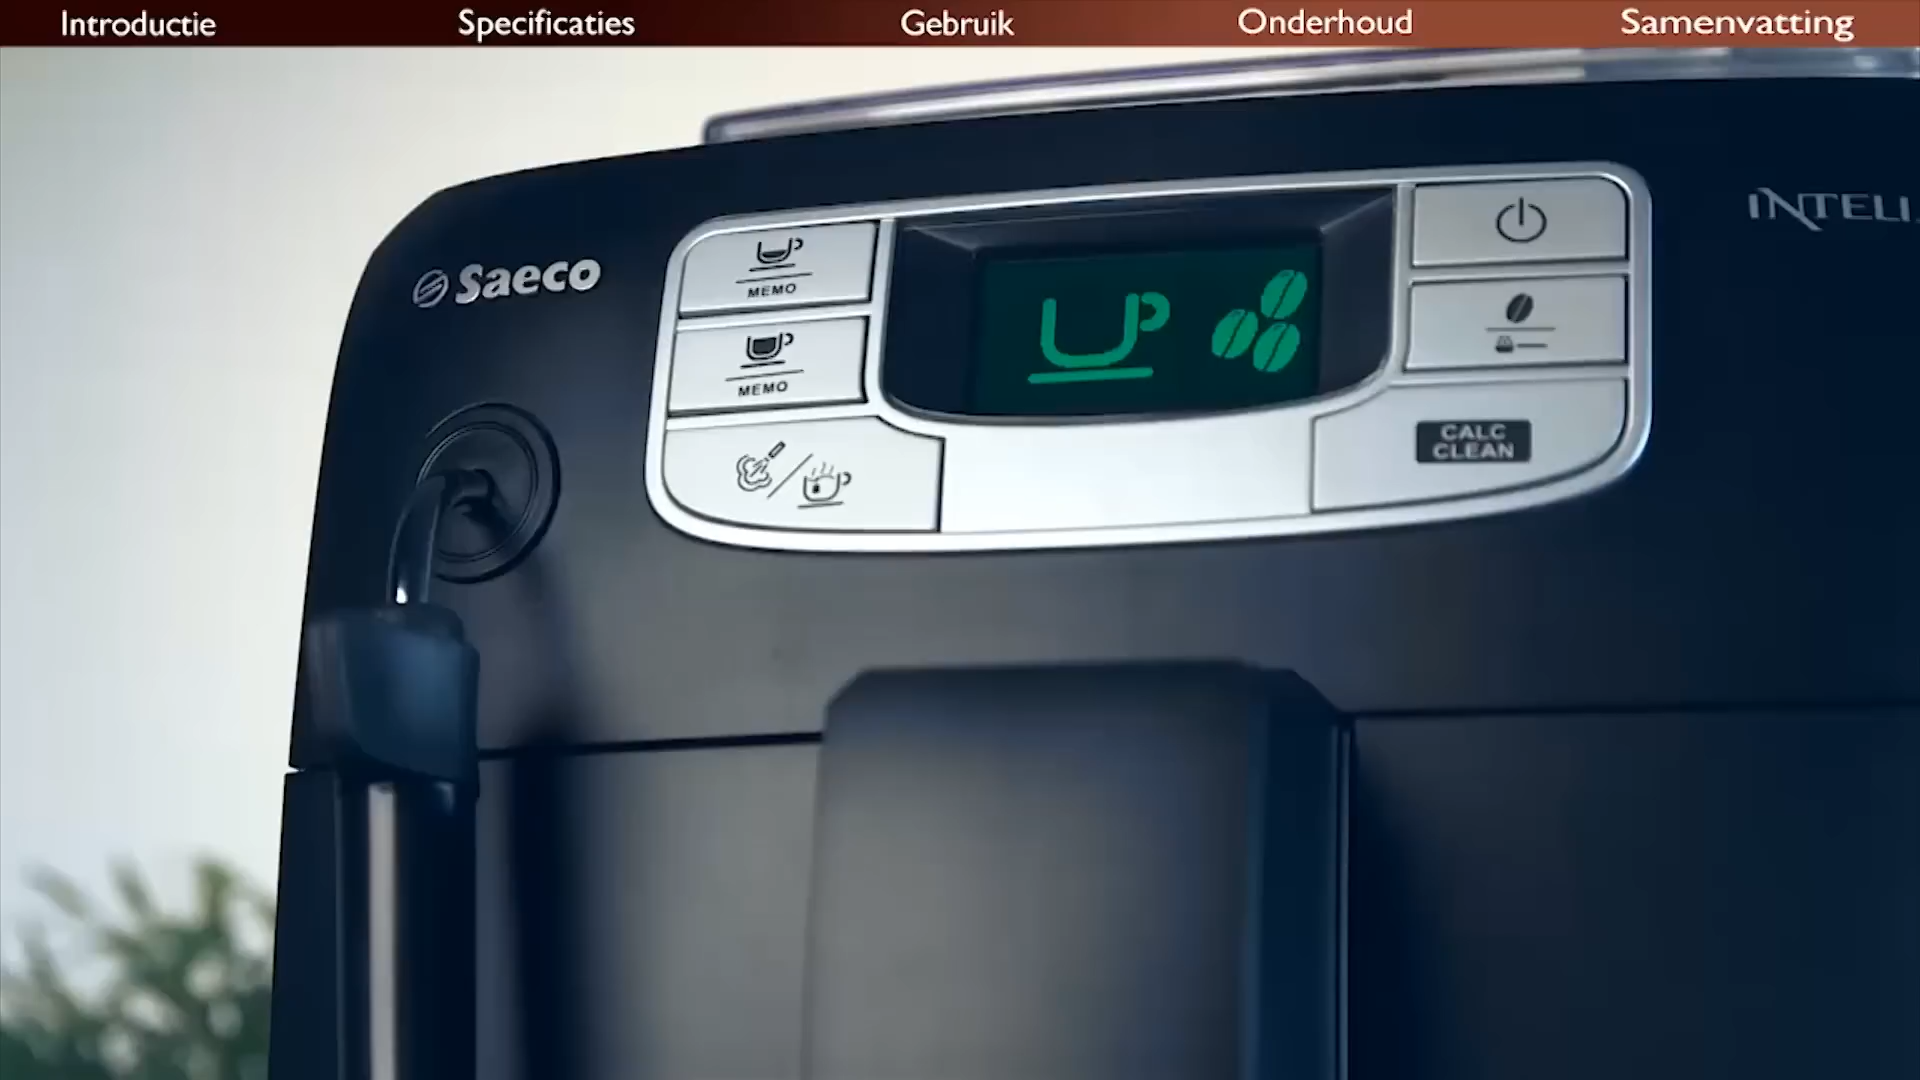 Introductie Specificaties Gebruik Onderhoud Samenvatting
Saeco
MEMO
MEMO
CALC
CLEAN
INTELI